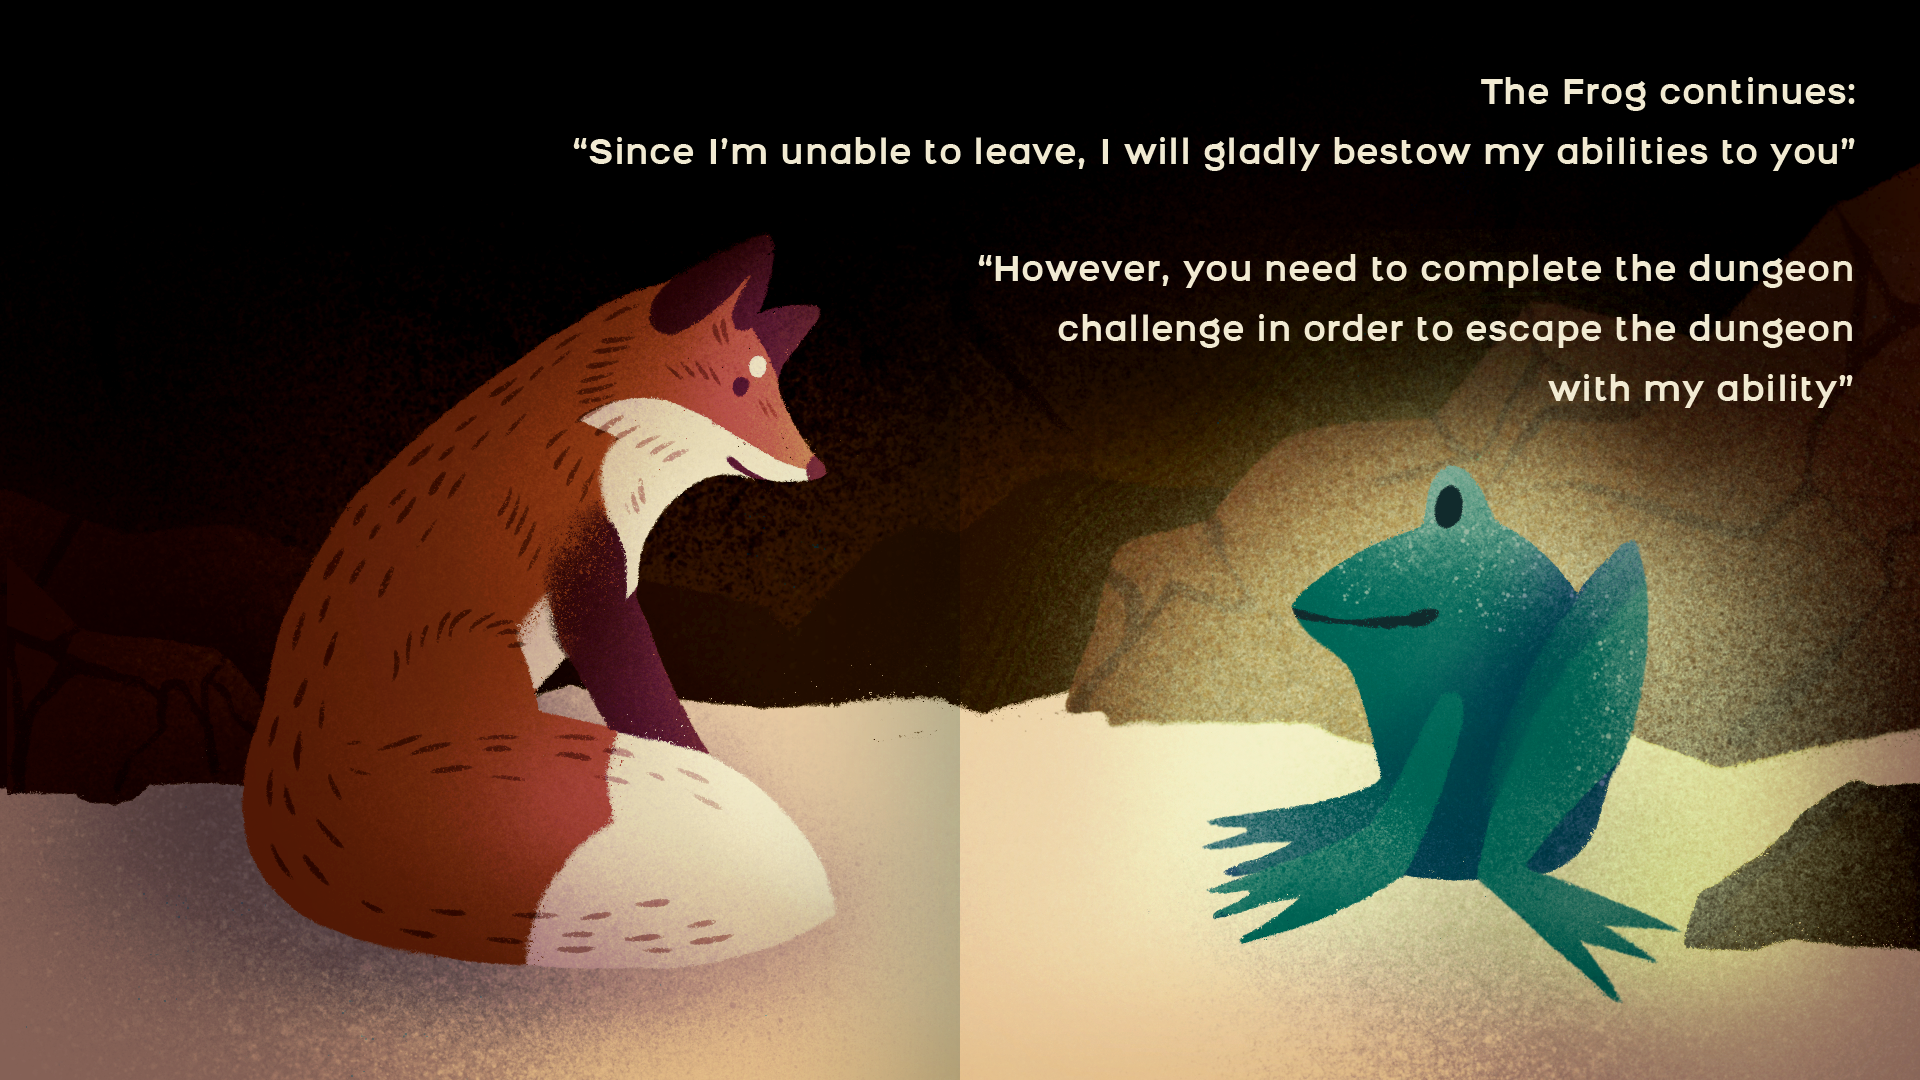 The Frog continues:
“Since I’m unable to leave, I will gladly bestow my abilities to you”
“However, you need to complete the dungeon
challenge in order to escape the dungeon
with my ability”